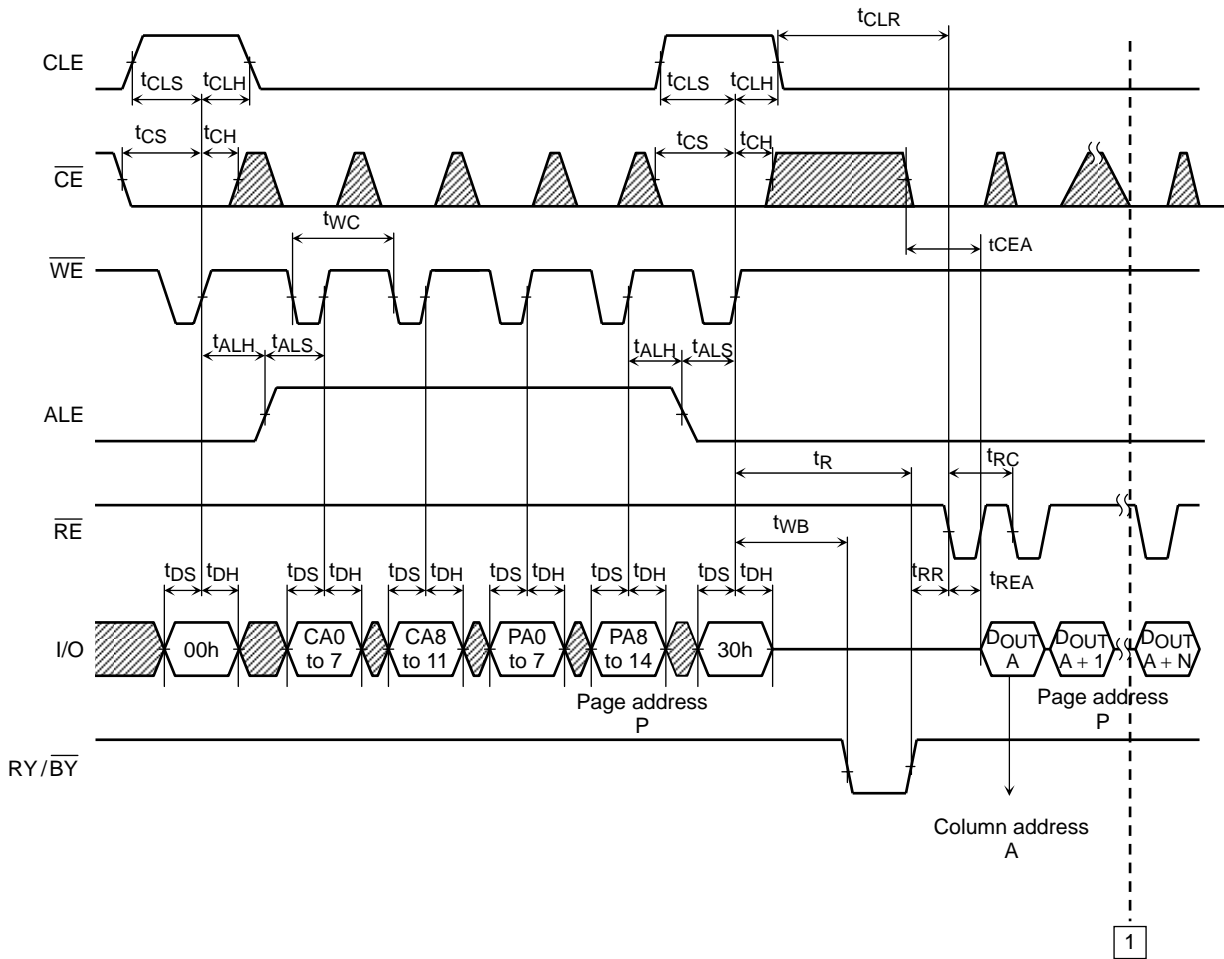 tCLR
CLE
tCLS tCLH tCLS tCLH
tCS tCH tCS tCH
CE
tWC
tCEA
WE
tALH tALS tALH tALS
ALE
tR tRC
RE
tWB
tDS tDH tDS tDH tDS tDH tDS tDH tDS tDH tDS tDH tRR tREA
I/O 00h CA0 to 7 CA8 to 11 PA0 to 7 PA8 to 14 30h DOUT A DOUT A + 1 DOUT A + N
Page address P
Page address P
RY/BY
Column address
A
1